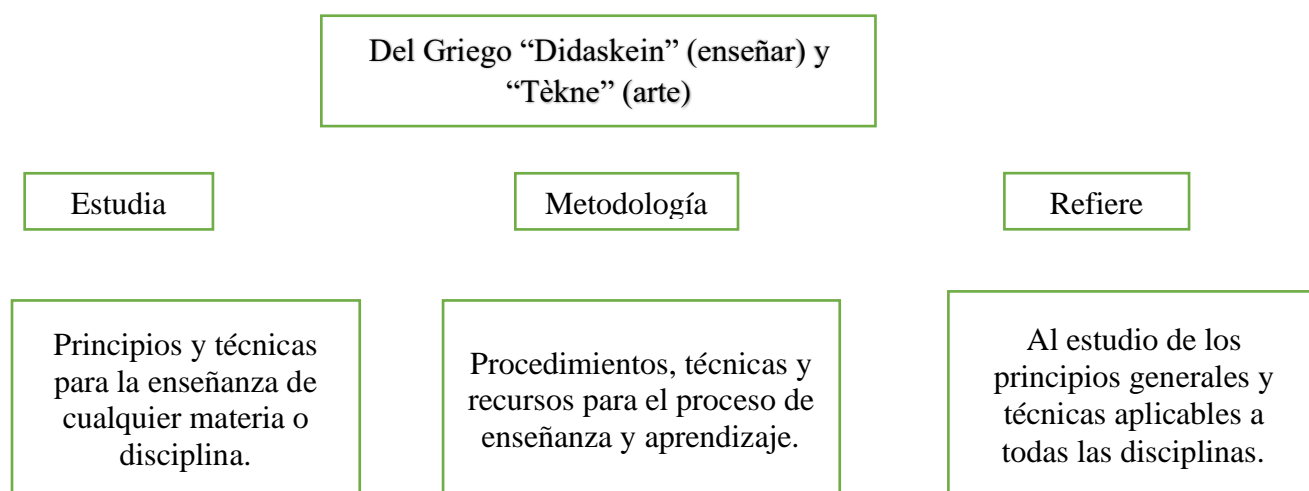 Del Griego “Didaskein” (enseñar) y
“Tèkne” (arte)
Estudia
Metodología
Refiere
Principios y técnicas
para la enseñanza de
cualquier materia o
disciplina.
Procedimientos, técnicas y
recursos para el proceso de
enseñanza y aprendizaje.
Al estudio de los
principios generales y
técnicas aplicables a
todas las disciplinas.